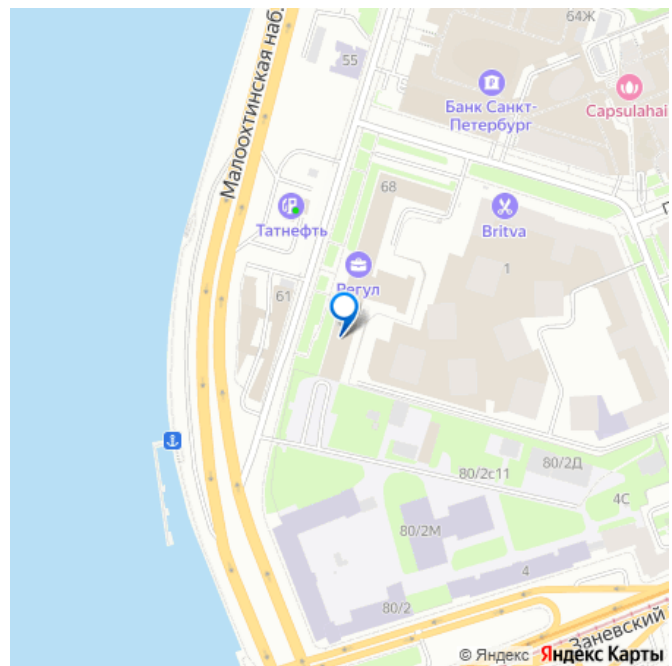 64Ж
Малоохтинская наб.
55
Банк Санкт-
Петербург
Capsulahai
68
Татнефть
Britva
Регул
61
1
80/2с11
80/2Д
4С
80/2М
4
80/2
Заневский
© Яндекс Яндекс Карты